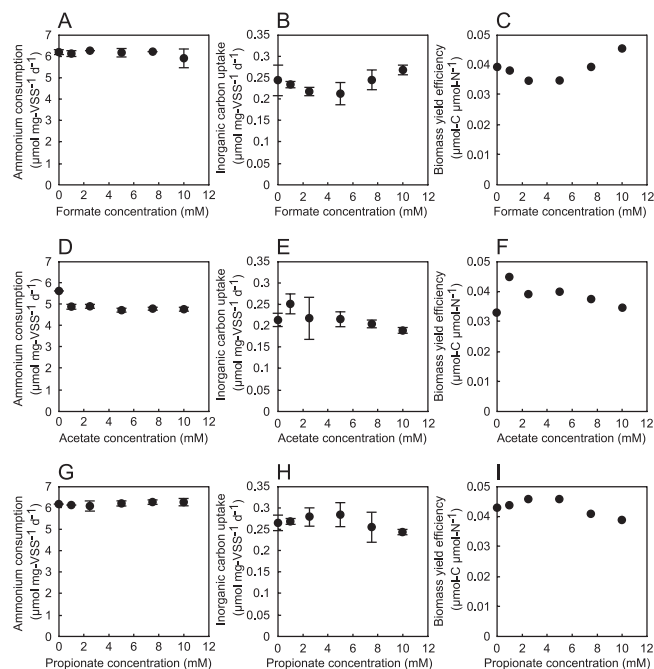 A
Ammonium consumption
(µmol mg-VSS⁻¹ d⁻¹)
7
6
5
4
3
2
1
0
0 2 4 6 8 10 12
Formate concentration (mM)
B
Inorganic carbon uptake
(µmol mg-VSS⁻¹ d⁻¹)
0.35
0.3
0.25
0.2
0.15
0.1
0.05
0
0 2 4 6 8 10 12
Formate concentration (mM)
C
Biomass yield efficiency
(µmol-C µmol-N⁻¹)
0.05
0.04
0.03
0.02
0.01
0
0 2 4 6 8 10 12
Formate concentration (mM)
D
Ammonium consumption
(µmol mg-VSS⁻¹ d⁻¹)
7
6
5
4
3
2
1
0
0 2 4 6 8 10 12
Acetate concentration (mM)
E
Inorganic carbon uptake
(µmol mg-VSS⁻¹ d⁻¹)
0.35
0.3
0.25
0.2
0.15
0.1
0.05
0
0 2 4 6 8 10 12
Acetate concentration (mM)
F
Biomass yield efficiency
(µmol-C µmol-N⁻¹)
0.05
0.04
0.03
0.02
0.01
0
0 2 4 6 8 10 12
Acetate concentration (mM)
G
Ammonium consumption
(µmol mg-VSS⁻¹ d⁻¹)
7
6
5
4
3
2
1
0
0 2 4 6 8 10 12
Propionate concentration (mM)
H
Inorganic carbon uptake
(µmol mg-VSS⁻¹ d⁻¹)
0.35
0.3
0.25
0.2
0.15
0.1
0.05
0
0 2 4 6 8 10 12
Propionate concentration (mM)
I
Biomass yield efficiency
(µmol-C µmol-N⁻¹)
0.05
0.04
0.03
0.02
0.01
0
0 2 4 6 8 10 12
Propionate concentration (mM)